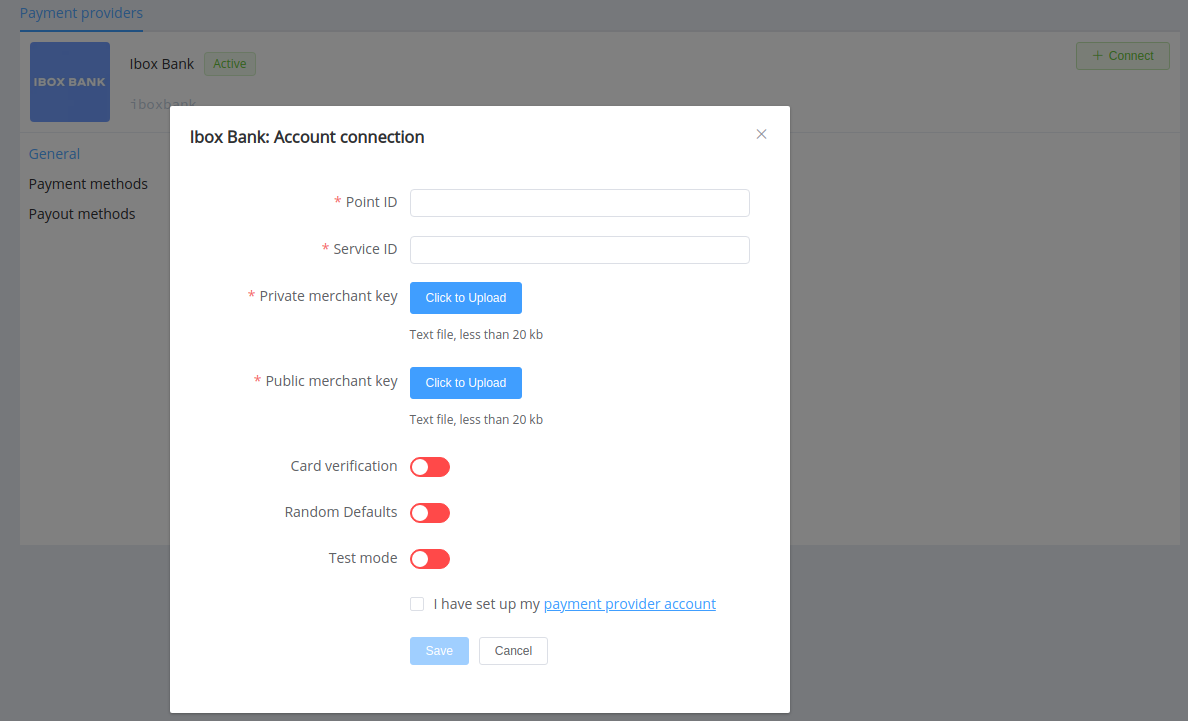 Payment providers
IBOX BANK
Ibox Bank Active
+ Connect
iboxbank
General
Payment methods
Payout methods
Ibox Bank: Account connection
* Point ID
* Service ID
* Private merchant key Click to Upload
Text file, less than 20 kb
* Public merchant key Click to Upload
Text file, less than 20 kb
Card verification
Random Defaults
Test mode
I have set up my payment provider account
Save Cancel